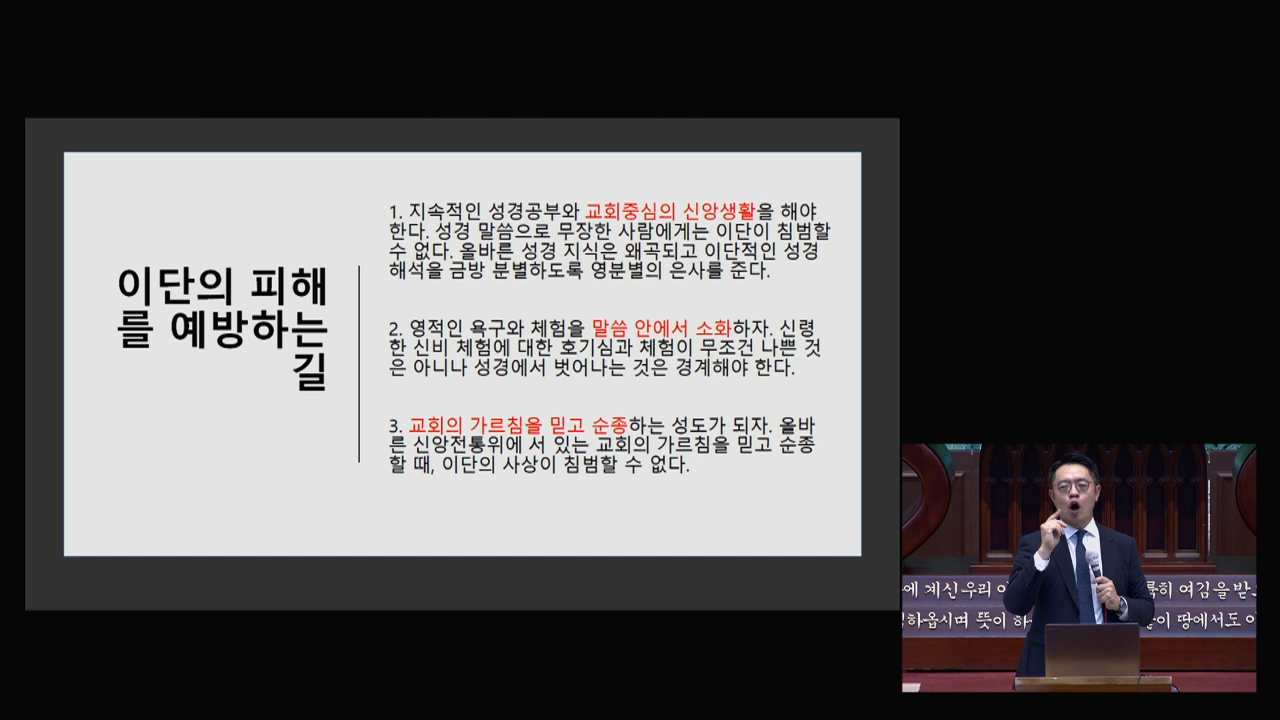 이단의 피해
를 예방하는
길
1. 지속적인 성경공부와 교회중심의 신앙생활을 해야
한다. 성경 말씀으로 무장한 사람에게는 이단이 침범할
수 없다. 올바른 성경 지식은 왜곡되고 이단적인 성경
해석을 금방 분별하도록 영분별의 은사를 준다.
2. 영적인 욕구와 체험을 말씀 안에서 소화하자. 신령
한 신비 체험에 대한 호기심과 체험이 무조건 나쁜 것
은 아니나 성경에서 벗어나는 것은 경계해야 한다.
3. 교회의 가르침을 믿고 순종하는 성도가 되자. 올바
른 신앙전통위에 서 있는 교회의 가르침을 믿고 순종
할 때, 이단의 사상이 침범할 수 없다.
에 계신 우리 여김을 받
하옵시며 뜻이 땅에서도